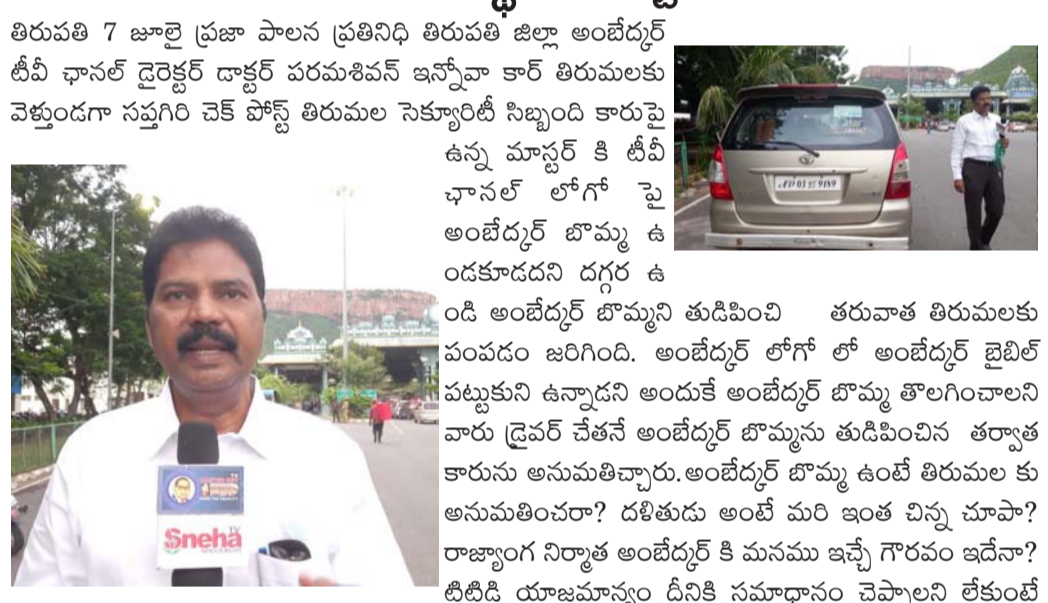 తిరుపతి 7 జూలై ప్రజా పాలన ప్రతినిధి తిరుపతి జిల్లా అంబేద్కర్
టీవీ ఛానల్ డైరెక్టర్ డాక్టర్ పరమశివన్ ఇన్నోవా కార్ తిరుమలకు
వెళ్తుండగా సప్తగిరి చెక్ పోస్ట్ తిరుమల సెక్యూరిటీ సిబ్బంది కారుపై
ఉన్న మాస్టర్ కి టీవీ
ఛానల్ లోగో పై
అంబేద్కర్ బొమ్మ ఉ
ండకూడదని దగ్గర ఉ
ండి అంబేద్కర్ బొమ్మని తుడిపించి తరువాత తిరుమలకు
పంపడం జరిగింది. అంబేద్కర్ లోగో లో అంబేద్కర్ బైబిల్
పట్టుకుని ఉన్నాడని అందుకే అంబేద్కర్ బొమ్మ తొలగించాలని
వారు డ్రైవర్ చేతనే అంబేద్కర్ బొమ్మను తుడిపించిన తర్వాత
కారును అనుమతిచ్చారు.అంబేద్కర్ బొమ్మ ఉంటే తిరుమల కు
అనుమతించరా? దళితుడు అంటే మరి ఇంత చిన్న చూపా?
రాజ్యాంగ నిర్మాత అంబేద్కర్ కి మనము ఇచ్చే గౌరవం ఇదేనా?
టిటిడి యాజమాన్యం దీనికి సమాధానం చెప్పాలని లేకుంటే
Sneha
TV